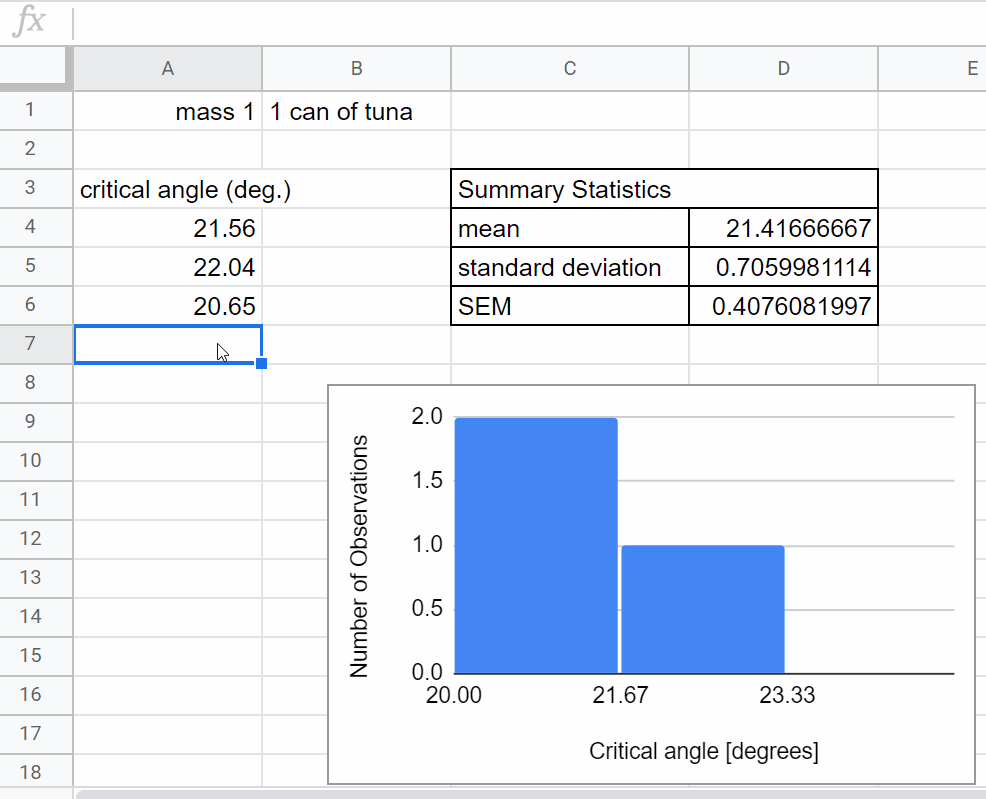 fx
A B C D E
1 mass 1 1 can of tuna
2
3 critical angle (deg.) Summary Statistics
4 21.56 mean 21.41666667
5 22.04 standard deviation 0.7059981114
6 20.65 SEM 0.4076081997
7
8
9
10
11
12
13
14
15
16
17
18
Number of Observations
2.0
1.5
1.0
0.5
0.0
20.00 21.67 23.33
Critical angle [degrees]